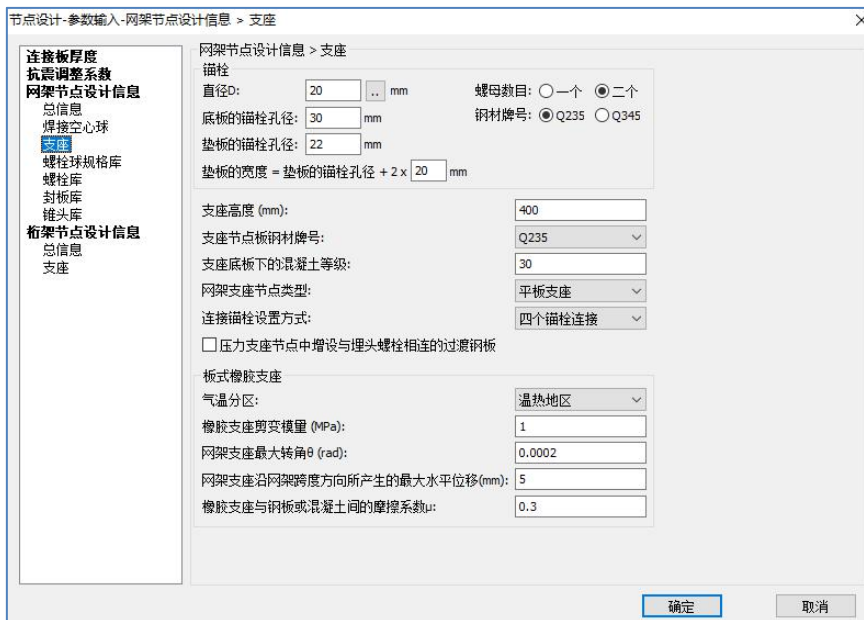 节点设计-参数输入-网架节点设计信息 > 支座
连接板厚度
抗震调整系数
网架节点设计信息
总信息
焊接空心球
支座
螺栓球规格库
螺栓库
封板库
锥头库
桁架节点设计信息
总信息
支座
网架节点设计信息 > 支座
锚栓
直径D: 20 .. mm 螺母数目: 一个 二个
底板的锚栓孔径: 30 mm 钢材牌号: Q235 Q345
垫板的锚栓孔径: 22 mm
垫板的宽度 = 垫板的锚栓孔径 + 2 x 20 mm
支座高度 (mm): 400
支座节点板钢材牌号: Q235
支座底板下的混凝土等级: 30
网架支座节点类型: 平板支座
连接锚栓设置方式: 四个锚栓连接
压力支座节点中增设与埋头螺栓相连的过渡钢板
板式橡胶支座
气温分区: 温热地区
橡胶支座剪变模量 (MPa): 1
网架支座最大转角θ (rad): 0.0002
网架支座沿网架跨度方向所产生的最大水平位移(mm): 5
橡胶支座与钢板或混凝土间的摩擦系数μ: 0.3
确定 取消